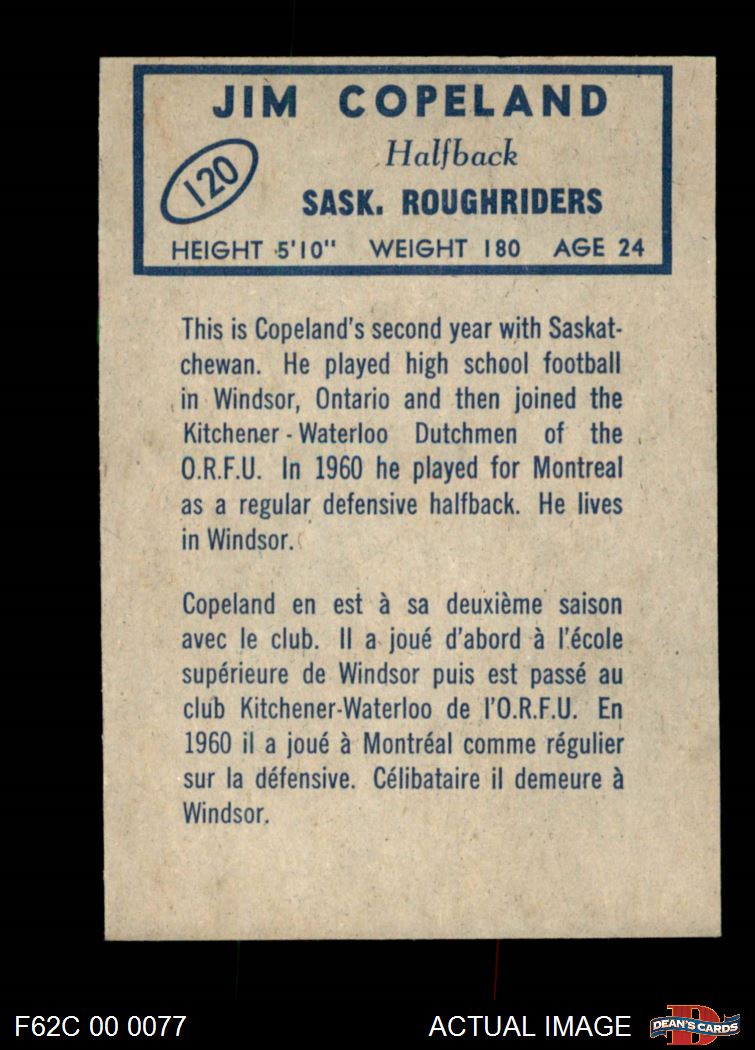 JIM COPELAND
Halfback
120
SASK. ROUGHRIDERS
HEIGHT 5'10" WEIGHT 180 AGE 24
This is Copeland's second year with Saskat-
chewan. He played high school football
in Windsor, Ontario and then joined the
Kitchener - Waterloo Dutchmen of the
O.R.F.U. In 1960 he played for Montreal
as a regular defensive halfback. He lives
in Windsor.
Copeland en est à sa deuxième saison
avec le club. Il a joué d'abord à l'école
supérieure de Windsor puis est passé au
club Kitchener-Waterloo de l'O.R.F.U. En
1960 il a joué à Montréal comme régulier
sur la défensive. Célibataire il demeure à
Windsor.
F62C 00 0077 ACTUAL IMAGE
D
DEAN'S CARDS